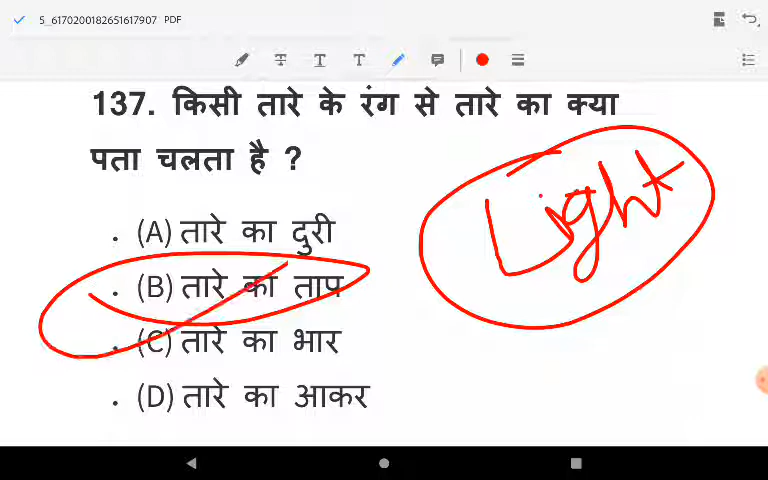 5_6170200182651617907 PDF
137. किसी तारे के रंग से तारे का क्या
पता चलता है ?
. (A) तारे का दुरी
. (B) तारे का ताप
. (C) तारे का भार
. (D) तारे का आकर
Light